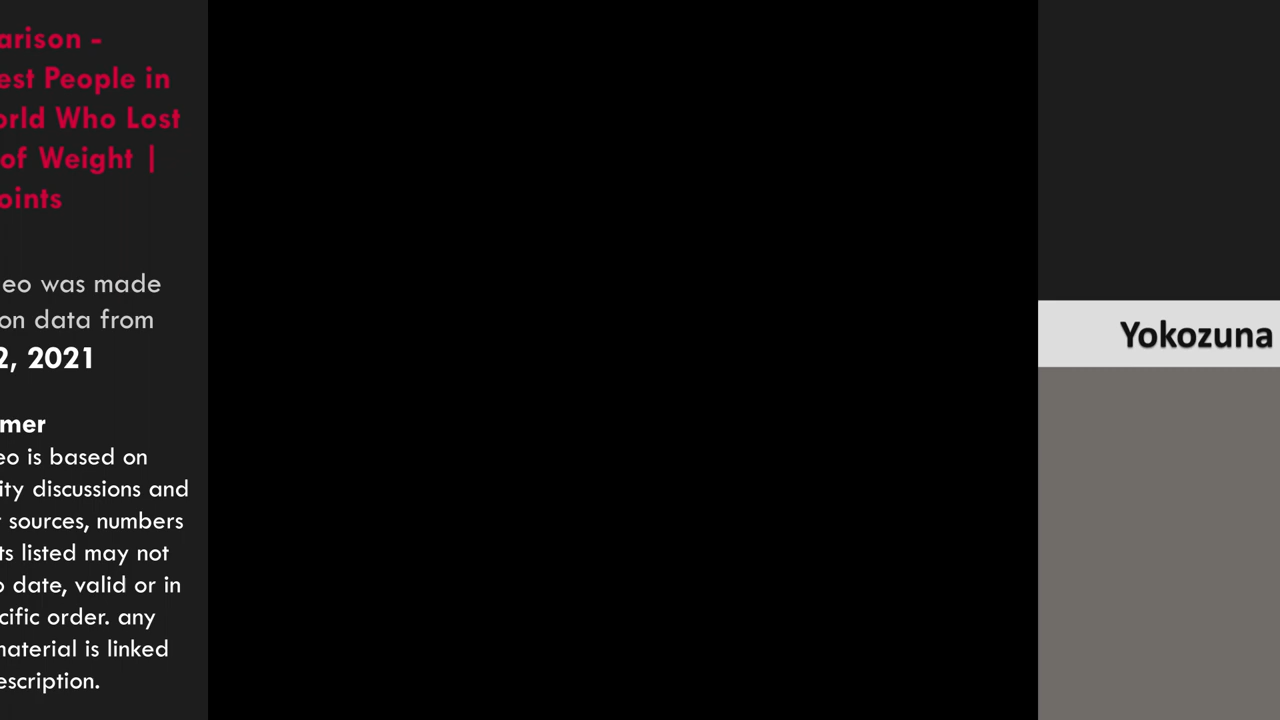 arison -
est People in
orld Who Lost
of Weight |
oints
eo was made
on data from
2, 2021
mer
eo is based on
ity discussions and
r sources, numbers
ts listed may not
o date, valid or in
cific order. any
material is linked
escription.
Yokozuna